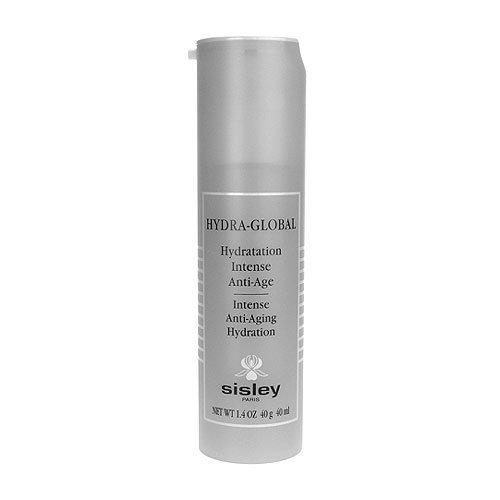 HYDRA-GLOBAL
Hydratation
Intense
Anti-Age
Intense
Anti-Aging
Hydration
sisley
PARIS
NET WT 1.4 OZ 40 g 40 ml